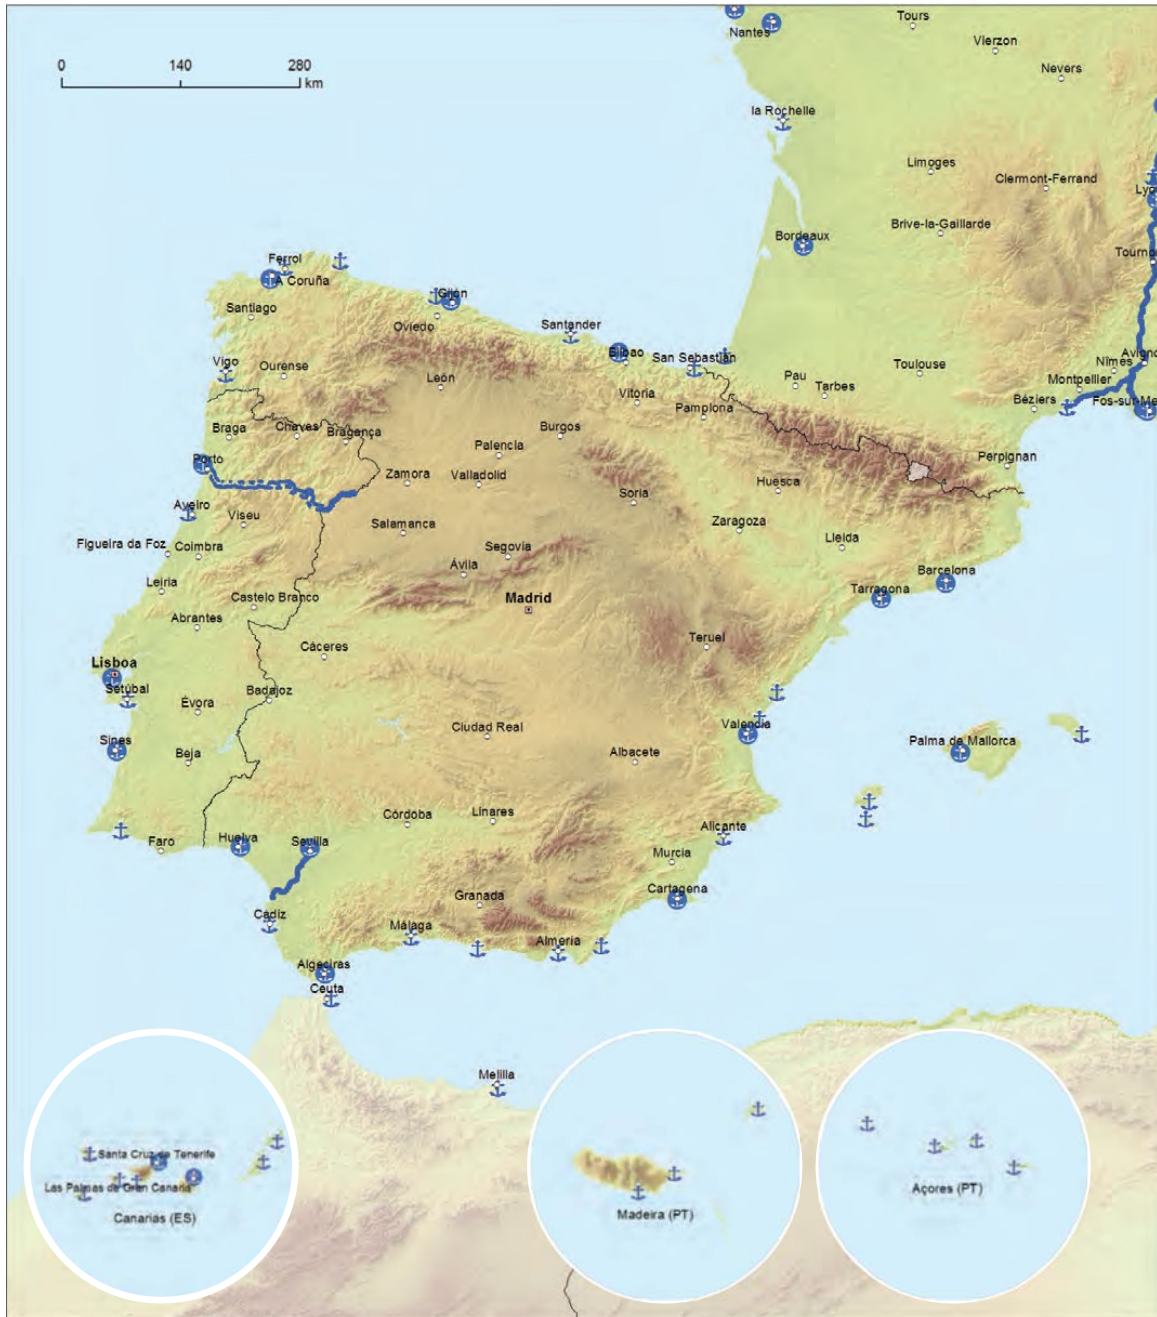 Nantes
Tours
Vierzon
Nevers
0 140 280
km
la Rochelle
Limoges
Clermont-Ferrand
Brive-la-Gaillarde
Bordeaux
Ferrol
A Coruña
Gijón
Santiago
Oviedo
Santander
Bilbao
San Sebastián
Vigo
Ourense
León
Vitoria
Pau
Tarbes
Toulouse
Nîmes
Montpellier
Béziers
Pamplona
Braga
Chaves
Bragença
Burgos
Palencia
Perpignan
Porto
Zamora
Valladolid
Soria
Huesca
Aveiro
Viseu
Salamanca
Zaragoza
Lleida
Figueira da Foz
Coimbra
Segovia
Ávila
Barcelona
Tarragona
Leiria
Castelo Branco
Madrid
Abrantes
Cáceres
Teruel
Lisboa
Setúbal
Évora
Badajoz
Sines
Beja
Ciudad Real
Albacete
Valencia
Palma de Mallorca
Córdoba
Linares
Alicante
Faro
Huelva
Sevilla
Murcia
Cartagena
Granada
Cádiz
Málaga
Almería
Algeciras
Ceuta
Melilla
Santa Cruz de Tenerife
Las Palmas de Gran Canaria
Canarias (ES)
Madeira (PT)
Açores (PT)